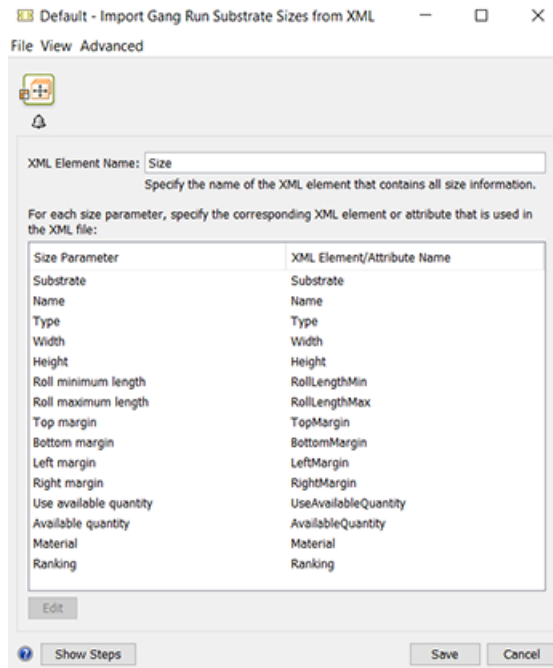 Default - Import Gang Run Substrate Sizes from XML
File View Advanced
XML Element Name: Size
Specify the name of the XML element that contains all size information.
For each size parameter, specify the corresponding XML element or attribute that is used in
the XML file:
Size Parameter XML Element/Attribute Name
Substrate Substrate
Name Name
Type Type
Width Width
Height Height
Roll minimum length RollLengthMin
Roll maximum length RollLengthMax
Top margin TopMargin
Bottom margin BottomMargin
Left margin LeftMargin
Right margin RightMargin
Use available quantity UseAvailableQuantity
Available quantity AvailableQuantity
Material Material
Ranking Ranking
Edit
? Show Steps Save Cancel